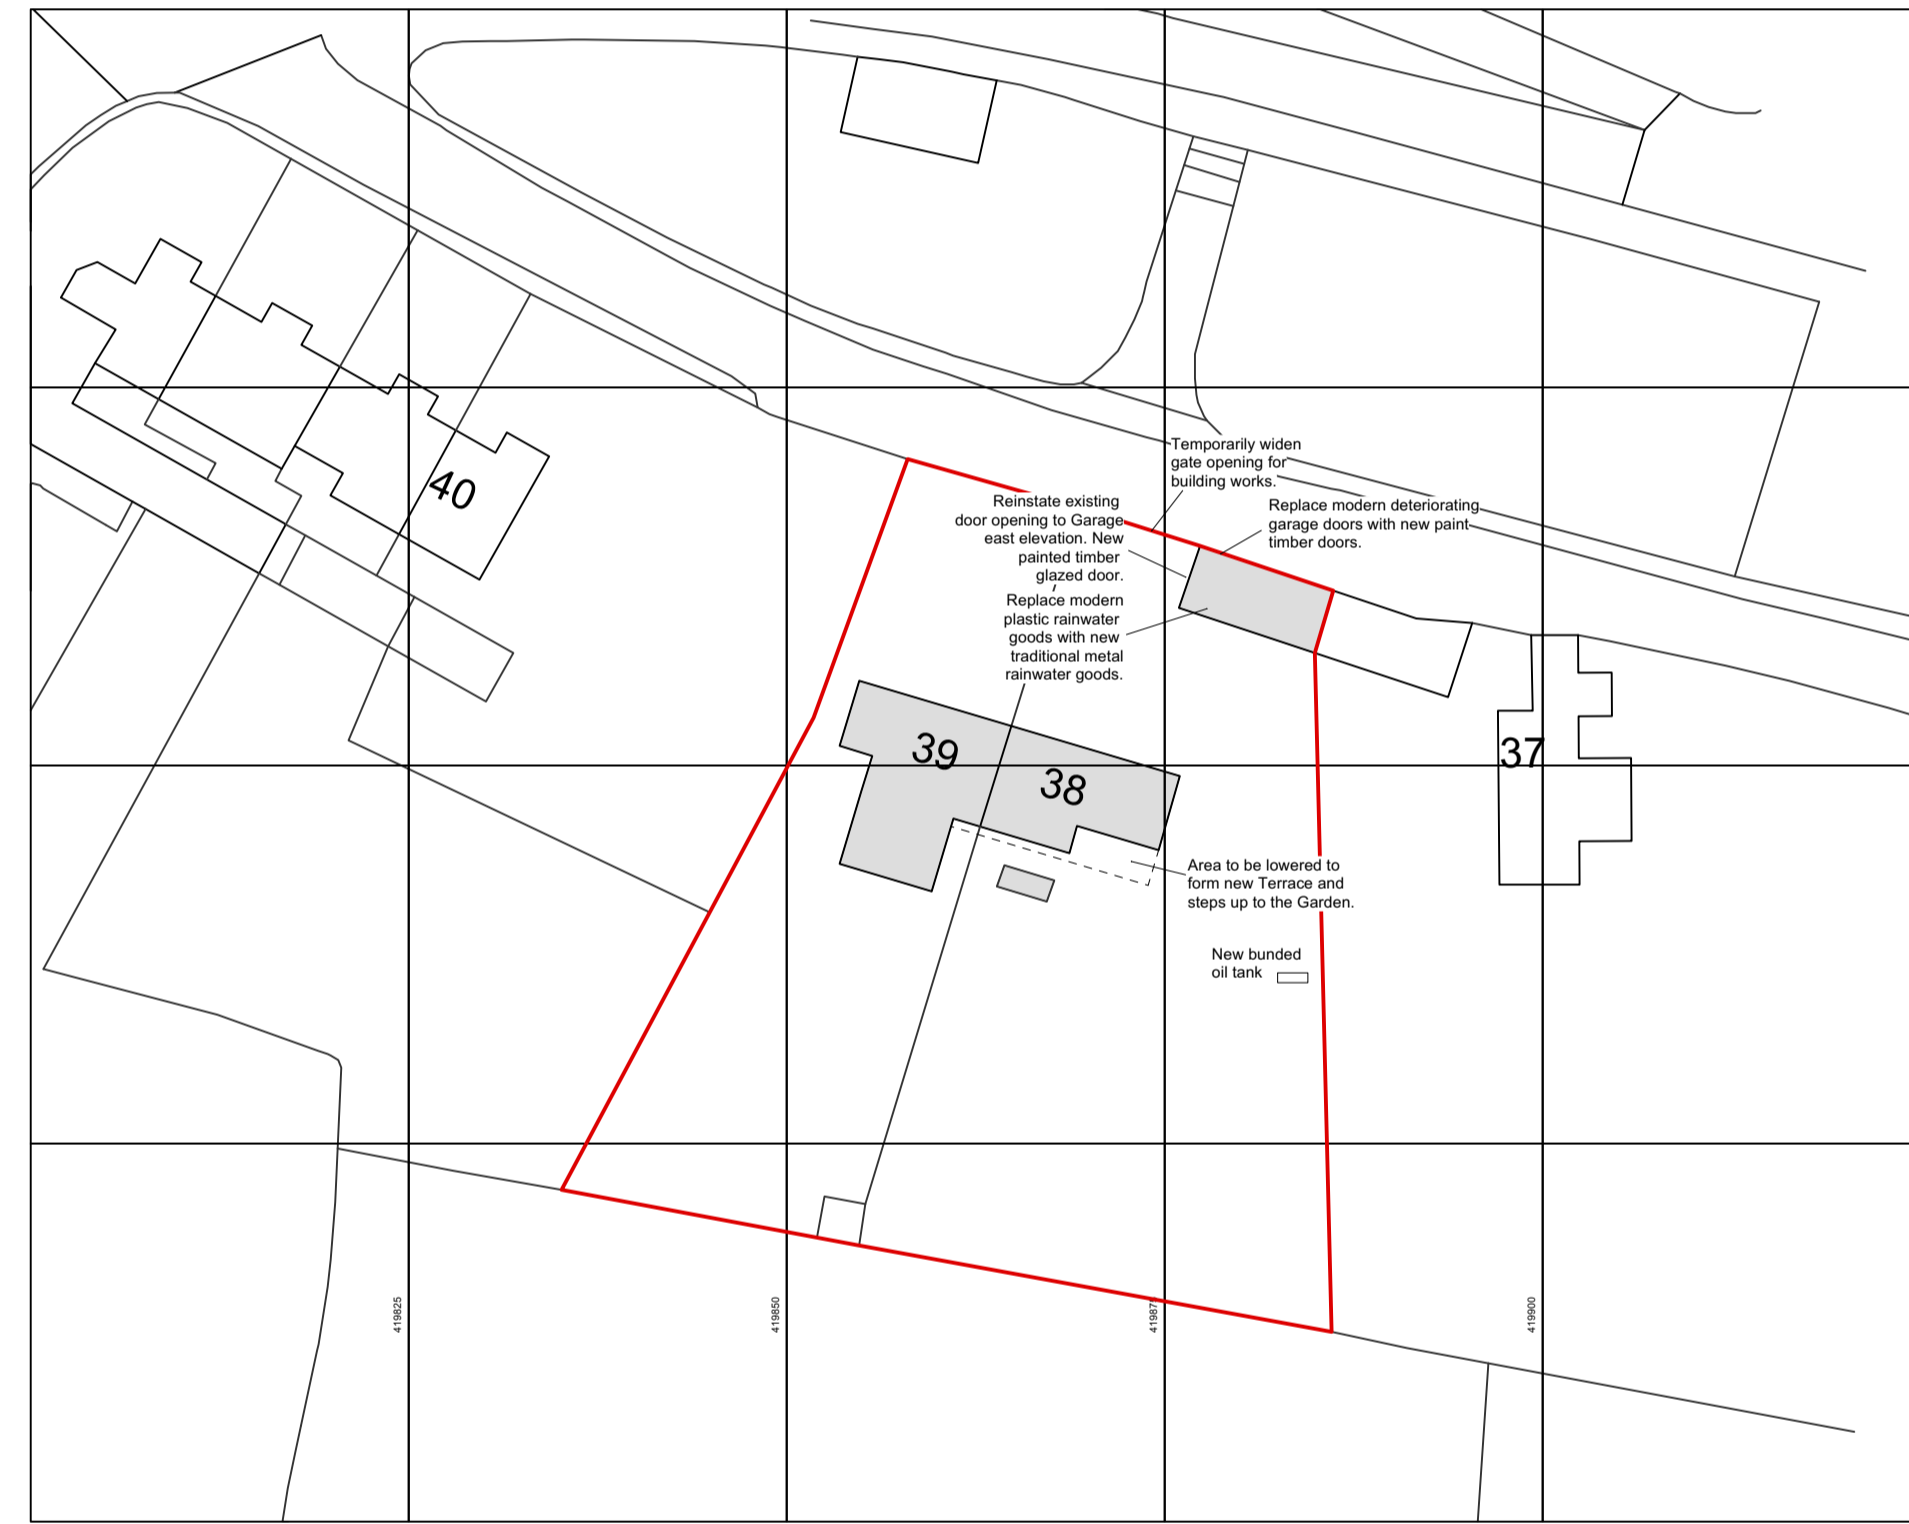 Temporarily widen
gate opening for
building works.
Reinstate existing
door opening to Garage
east elevation. New
painted timber
glazed door.
Replace modern deteriorating
garage doors with new paint
timber doors.
Replace modern
plastic rainwater
goods with new
traditional metal
rainwater goods.
40
39
38
37
Area to be lowered to
form new Terrace and
steps up to the Garden.
New bunded
oil tank
419825
419850
419875
419900